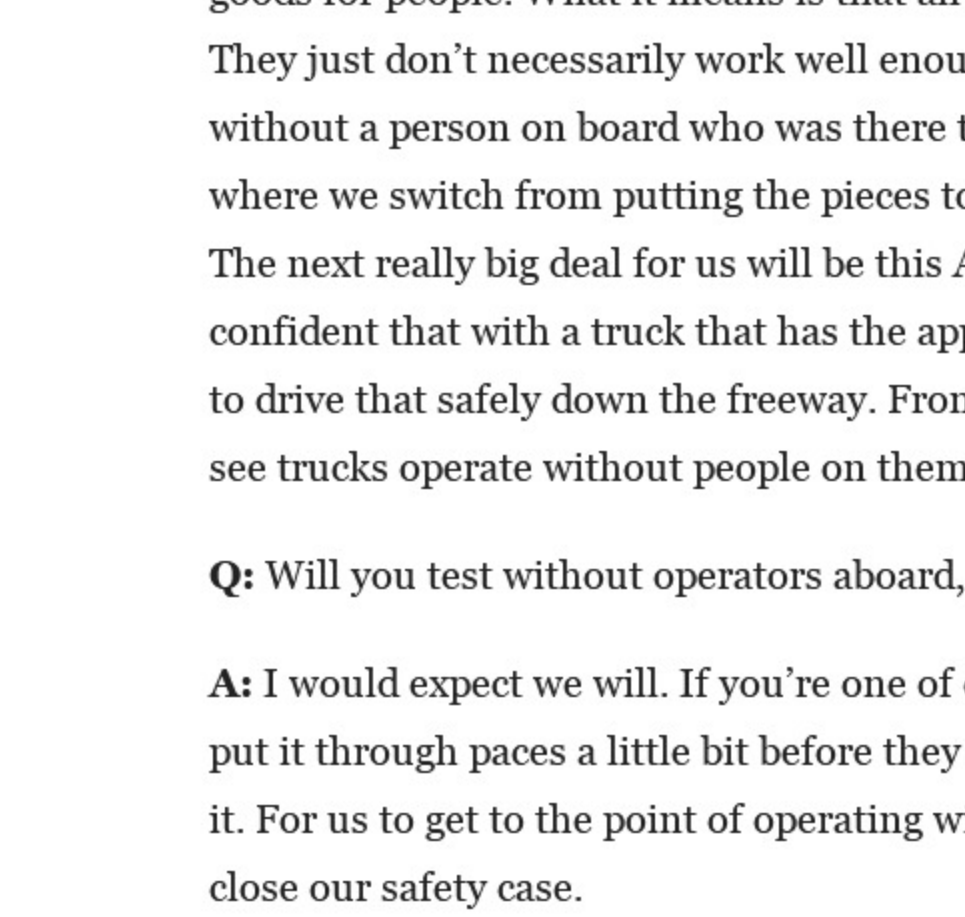 They just don’t necessarily work well
without a person on board who was there
where we switch from putting the pieces
The next really big deal for us will be this
confident that with a truck that has the
to drive that safely down the freeway.
see trucks operate without people on them
Q: Will you test without operators aboard,
A: I would expect we will. If you’re one of
put it through paces a little bit before they
it. For us to get to the point of operating
close our safety case.